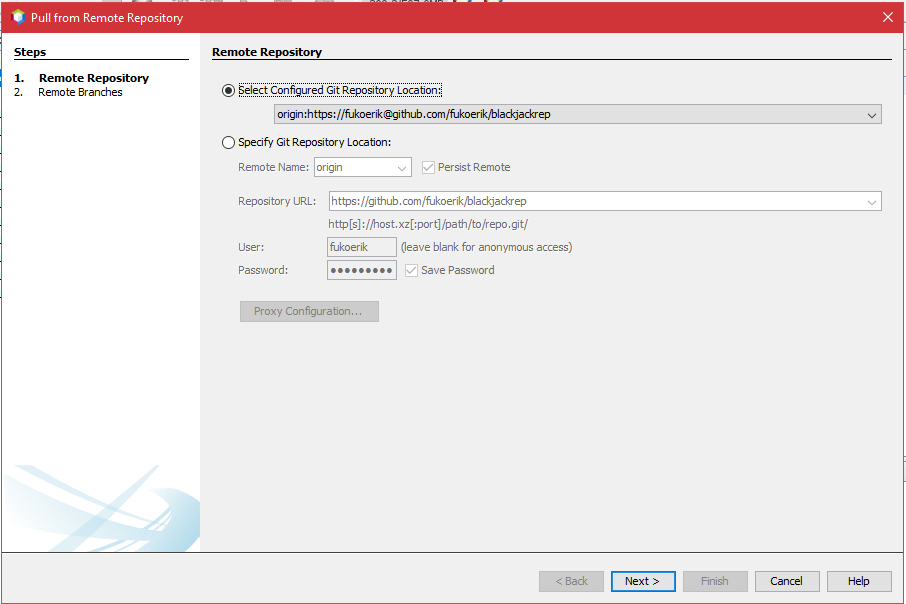 Pull from Remote Repository
Steps
1. Remote Repository
2. Remote Branches
Remote Repository
Select Configured Git Repository Location:
origin:https://fukoerik@github.com/fukoerik/blackjackrep
Specify Git Repository Location:
Remote Name: origin Persist Remote
Repository URL: https://github.com/fukoerik/blackjackrep
http[s]://host.xz[:port]/path/to/repo.git/
User: fukoerik (leave blank for anonymous access)
Password: ●●●●●●●●● Save Password
Proxy Configuration...
< Back Next > Finish Cancel Help